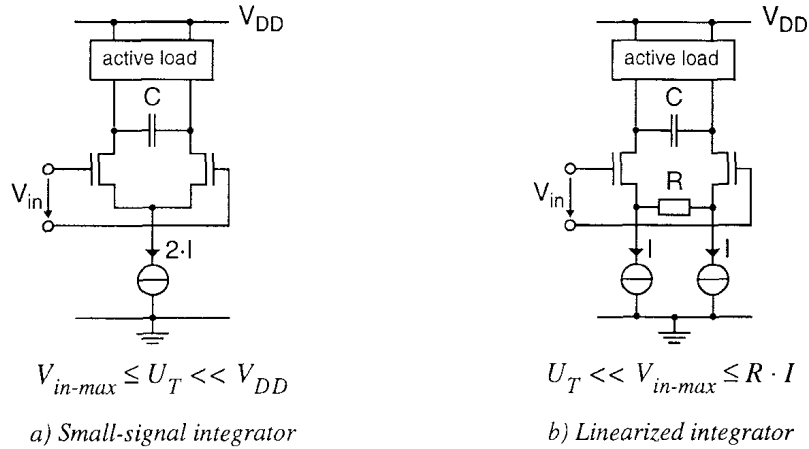 V_DD
active load
C
V_in
2·I
V_in-max ≤ U_T << V_DD
a) Small-signal integrator
V_DD
active load
C
R
V_in
I
I
U_T << V_in-max ≤ R · I
b) Linearized integrator